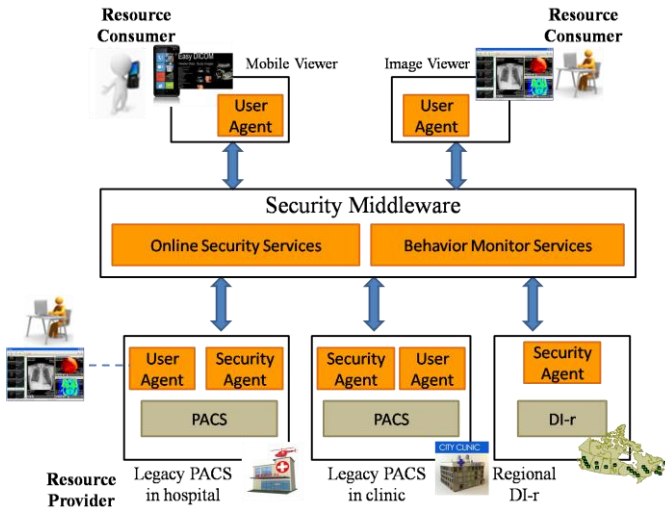 Resource
Consumer
Resource
Consumer
Mobile Viewer
Image Viewer
Easy DICOM
User
Agent
User
Agent
Security Middleware
Online Security Services
Behavior Monitor Services
User
Agent
Security
Agent
Security
Agent
User
Agent
Security
Agent
PACS
PACS
DI-r
CITY CLINIC
Resource
Provider
Legacy PACS
in hospital
Legacy PACS
in clinic
Regional
DI-r